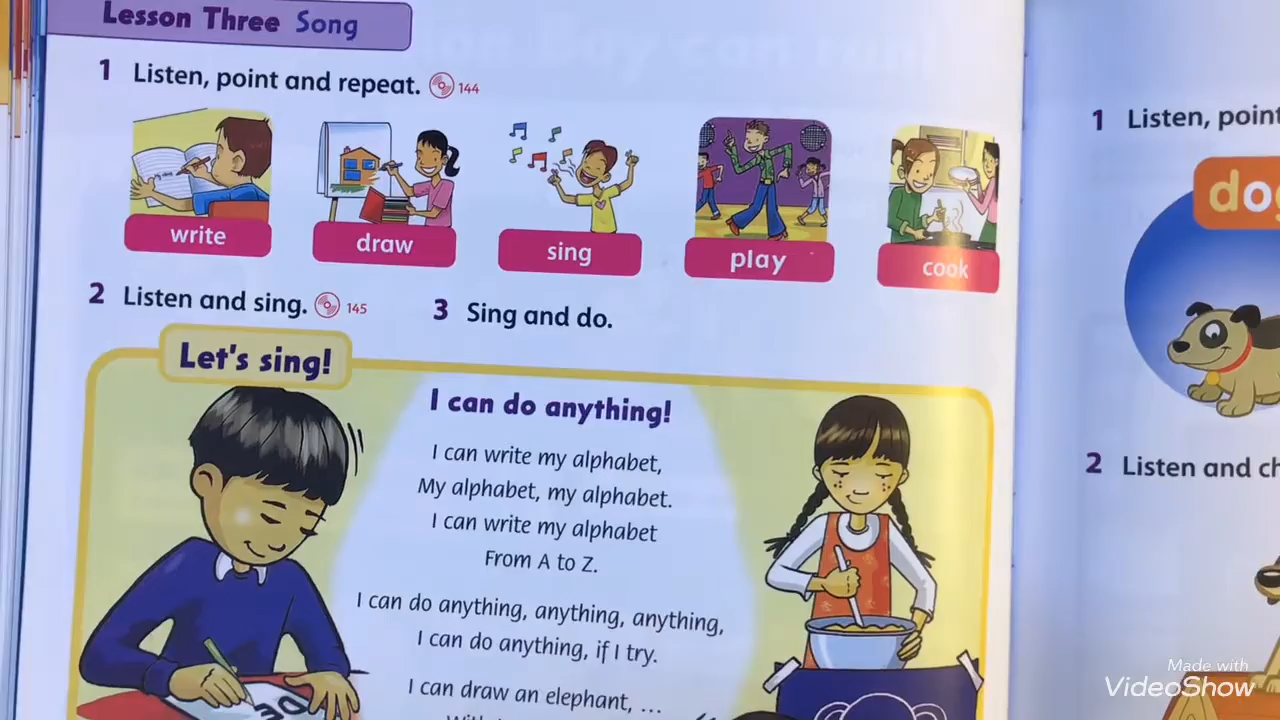 Lesson Three Song
1 Listen, point and repeat. 144
write
draw
sing
play
cook
2 Listen and sing. 145
3 Sing and do.
Let's sing!
I can do anything!
I can write my alphabet,
My alphabet, my alphabet.
I can write my alphabet
From A to Z.
I can do anything, anything, anything,
I can do anything, if I try.
I can draw an elephant, ...
1 Listen, point
2 Listen and
Made with
VideoShow